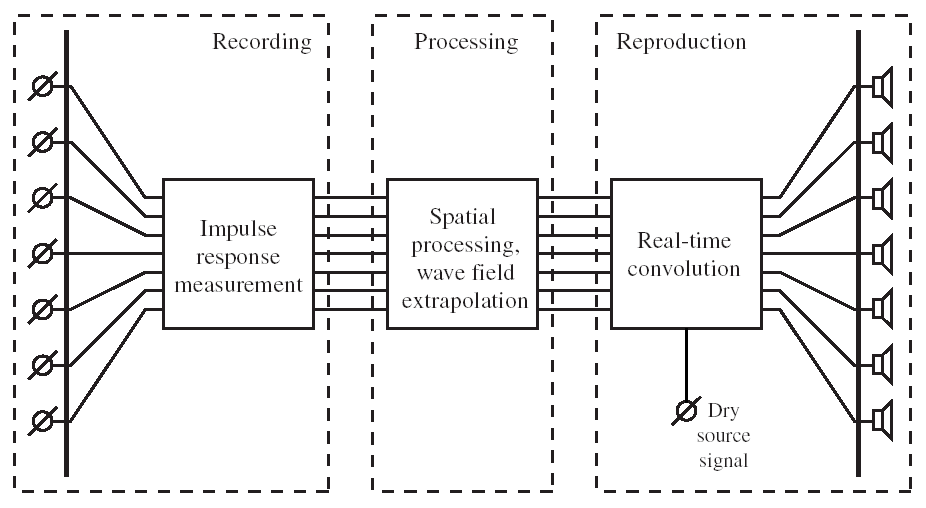 Recording
Processing
Reproduction
Impulse
response
measurement
Spatial
processing,
wave field
extrapolation
Real-time
convolution
Dry
source
signal